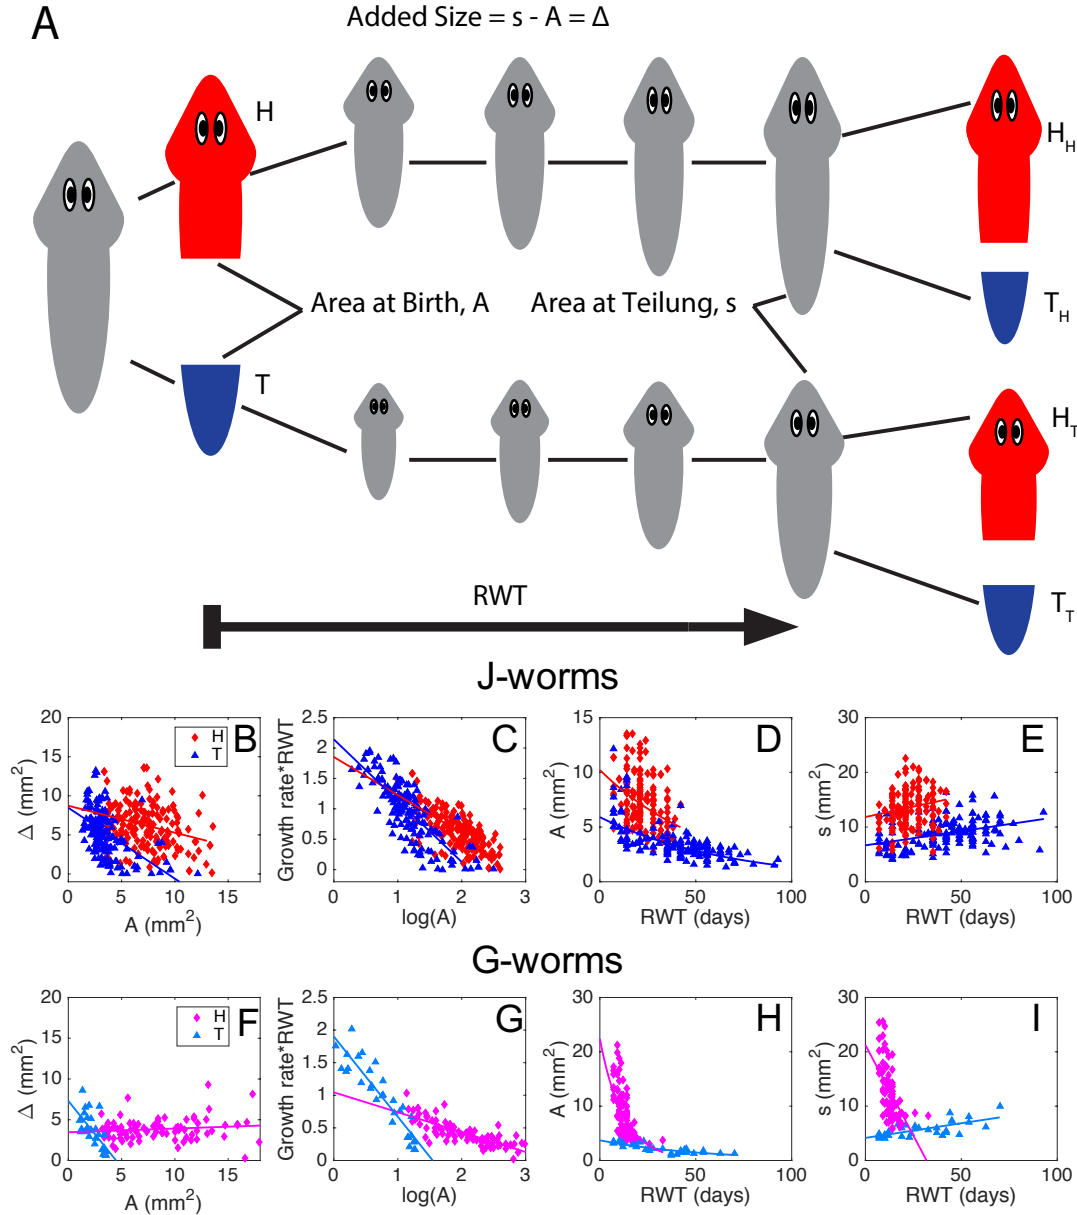 A
Added Size = s - A = Δ
H
H_H
Area at Birth, A
Area at Teilung, s
T_H
T
H_T
RWT
T_T
J-worms
B
H
T
Δ (mm²)
20
15
10
5
0
0
5
10
15
A (mm²)
C
Growth rate*RWT
2.5
2
1.5
1
0.5
0
0
1
2
3
log(A)
D
A (mm²)
15
10
5
0
0
50
100
RWT (days)
E
s (mm²)
30
20
10
0
0
50
100
RWT (days)
G-worms
F
H
T
Δ (mm²)
20
15
10
5
0
0
5
10
15
A (mm²)
G
Growth rate*RWT
2.5
2
1.5
1
0.5
0
0
1
2
3
log(A)
H
A (mm²)
30
20
10
0
0
50
100
RWT (days)
I
s (mm²)
30
20
10
0
0
50
100
RWT (days)